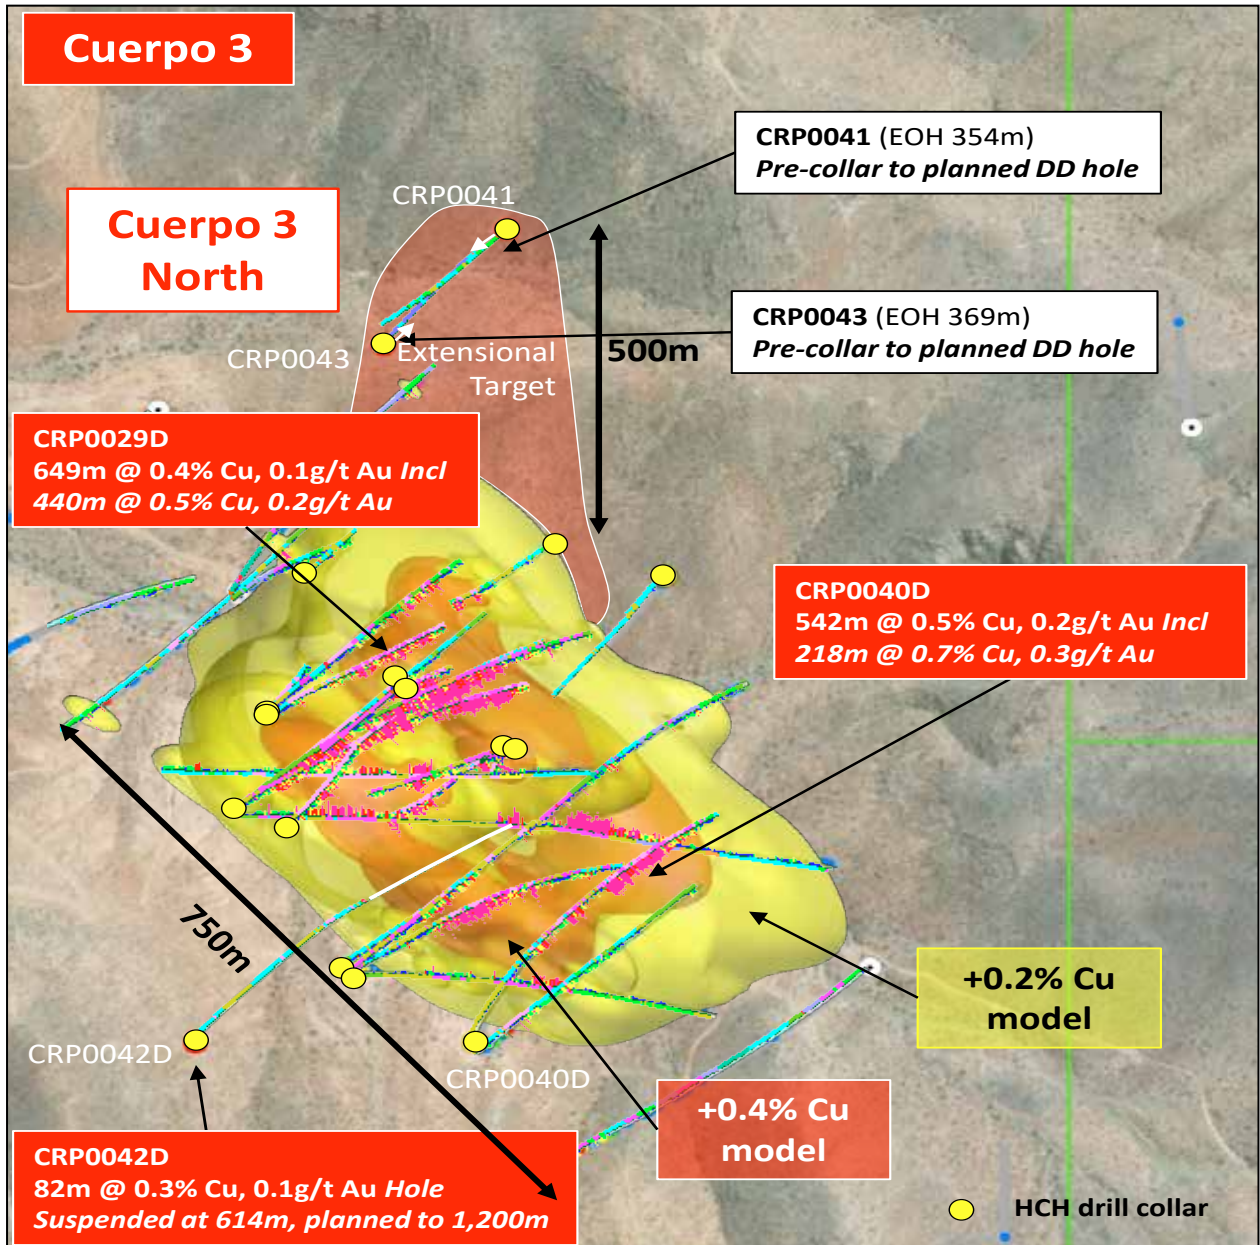 Cuerpo 3
CRP0041 (EOH 354m)
Pre-collar to planned DD hole
CRP0041
Cuerpo 3
North
CRP0043 (EOH 369m)
Pre-collar to planned DD hole
CRP0043
Extensional
Target
500m
CRP0029D
649m @ 0.4% Cu, 0.1g/t Au Incl
440m @ 0.5% Cu, 0.2g/t Au
CRP0040D
542m @ 0.5% Cu, 0.2g/t Au Incl
218m @ 0.7% Cu, 0.3g/t Au
750m
+0.2% Cu
model
CRP0042D
CRP0040D
+0.4% Cu
model
CRP0042D
82m @ 0.3% Cu, 0.1g/t Au Hole
Suspended at 614m, planned to 1,200m
HCH drill collar